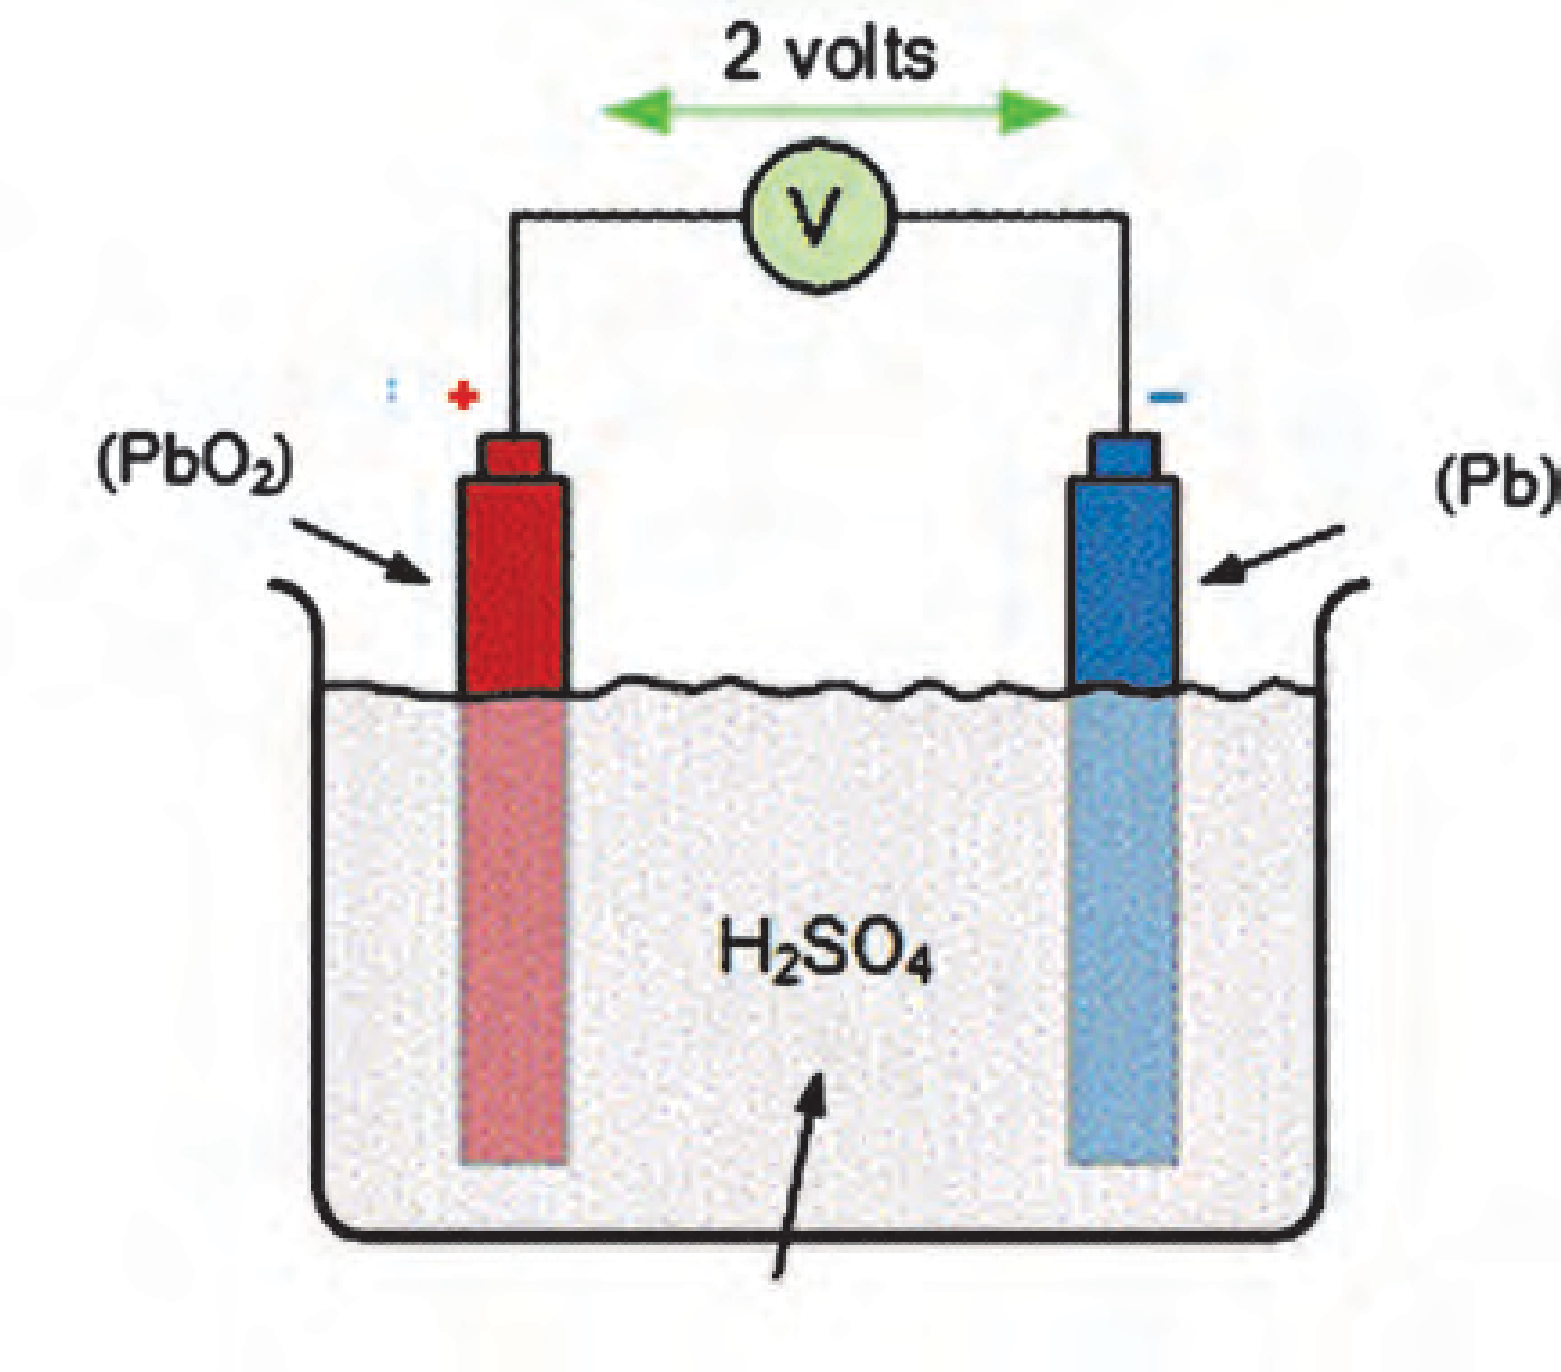 2 volts
V
+
−
(PbO₂)
(Pb)
H₂SO₄